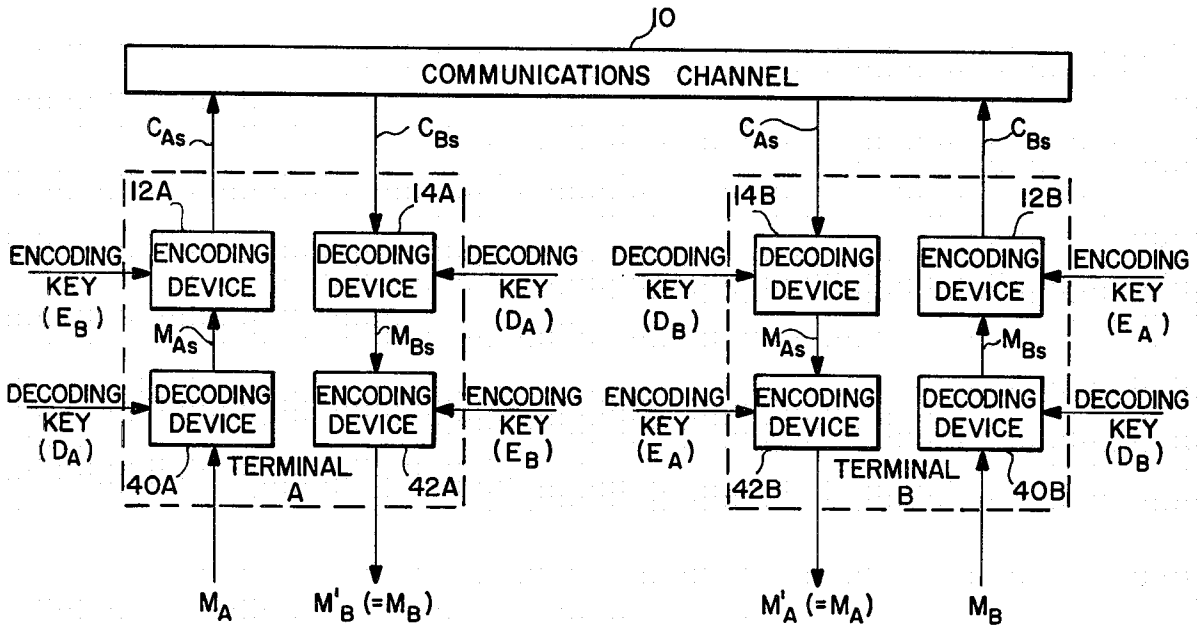 10
COMMUNICATIONS CHANNEL
C_As
C_Bs
C_As
C_Bs
12A
14A
14B
12B
ENCODING
KEY
(E_B)
ENCODING
DEVICE
DECODING
DEVICE
DECODING
KEY
(D_A)
DECODING
KEY
(D_B)
DECODING
DEVICE
ENCODING
DEVICE
ENCODING
KEY
(E_A)
M_As
M_Bs
M_As
M_Bs
DECODING
KEY
(D_A)
DECODING
DEVICE
ENCODING
DEVICE
ENCODING
KEY
(E_B)
ENCODING
KEY
(E_A)
ENCODING
DEVICE
DECODING
DEVICE
DECODING
KEY
(D_B)
40A
TERMINAL
A
42A
42B
TERMINAL
B
40B
M_A
M'_B (=M_B)
M'_A (=M_A)
M_B